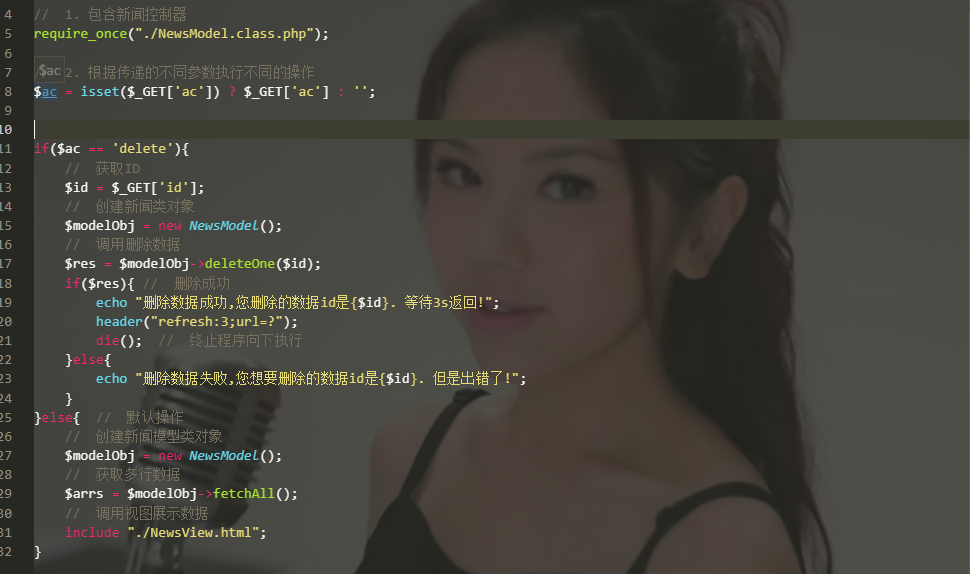 4 // 1. 包含新闻控制器
5 require_once("./NewsModel.class.php");
6
7 $ac 2. 根据传递的不同参数执行不同的操作
8 $ac = isset($_GET['ac']) ? $_GET['ac'] : '';
9
10
11 if($ac == 'delete'){
12 // 获取ID
13 $id = $_GET['id'];
14 // 创建新闻类对象
15 $modelObj = new NewsModel();
16 // 调用删除数据
17 $res = $modelObj->deleteOne($id);
18 if($res){ // 删除成功
19 echo "删除数据成功,您删除的数据id是{$id}. 等待3s返回!";
20 header("refresh:3;url=?");
21 die(); // 终止程序向下执行
22 }else{
23 echo "删除数据失败,您想要删除的数据id是{$id}. 但是出错了!";
24 }
25 }else{ // 默认操作
26 // 创建新闻模型类对象
27 $modelObj = new NewsModel();
28 // 获取多行数据
29 $arrs = $modelObj->fetchAll();
30 // 调用视图展示数据
31 include "./NewsView.html";
32 }